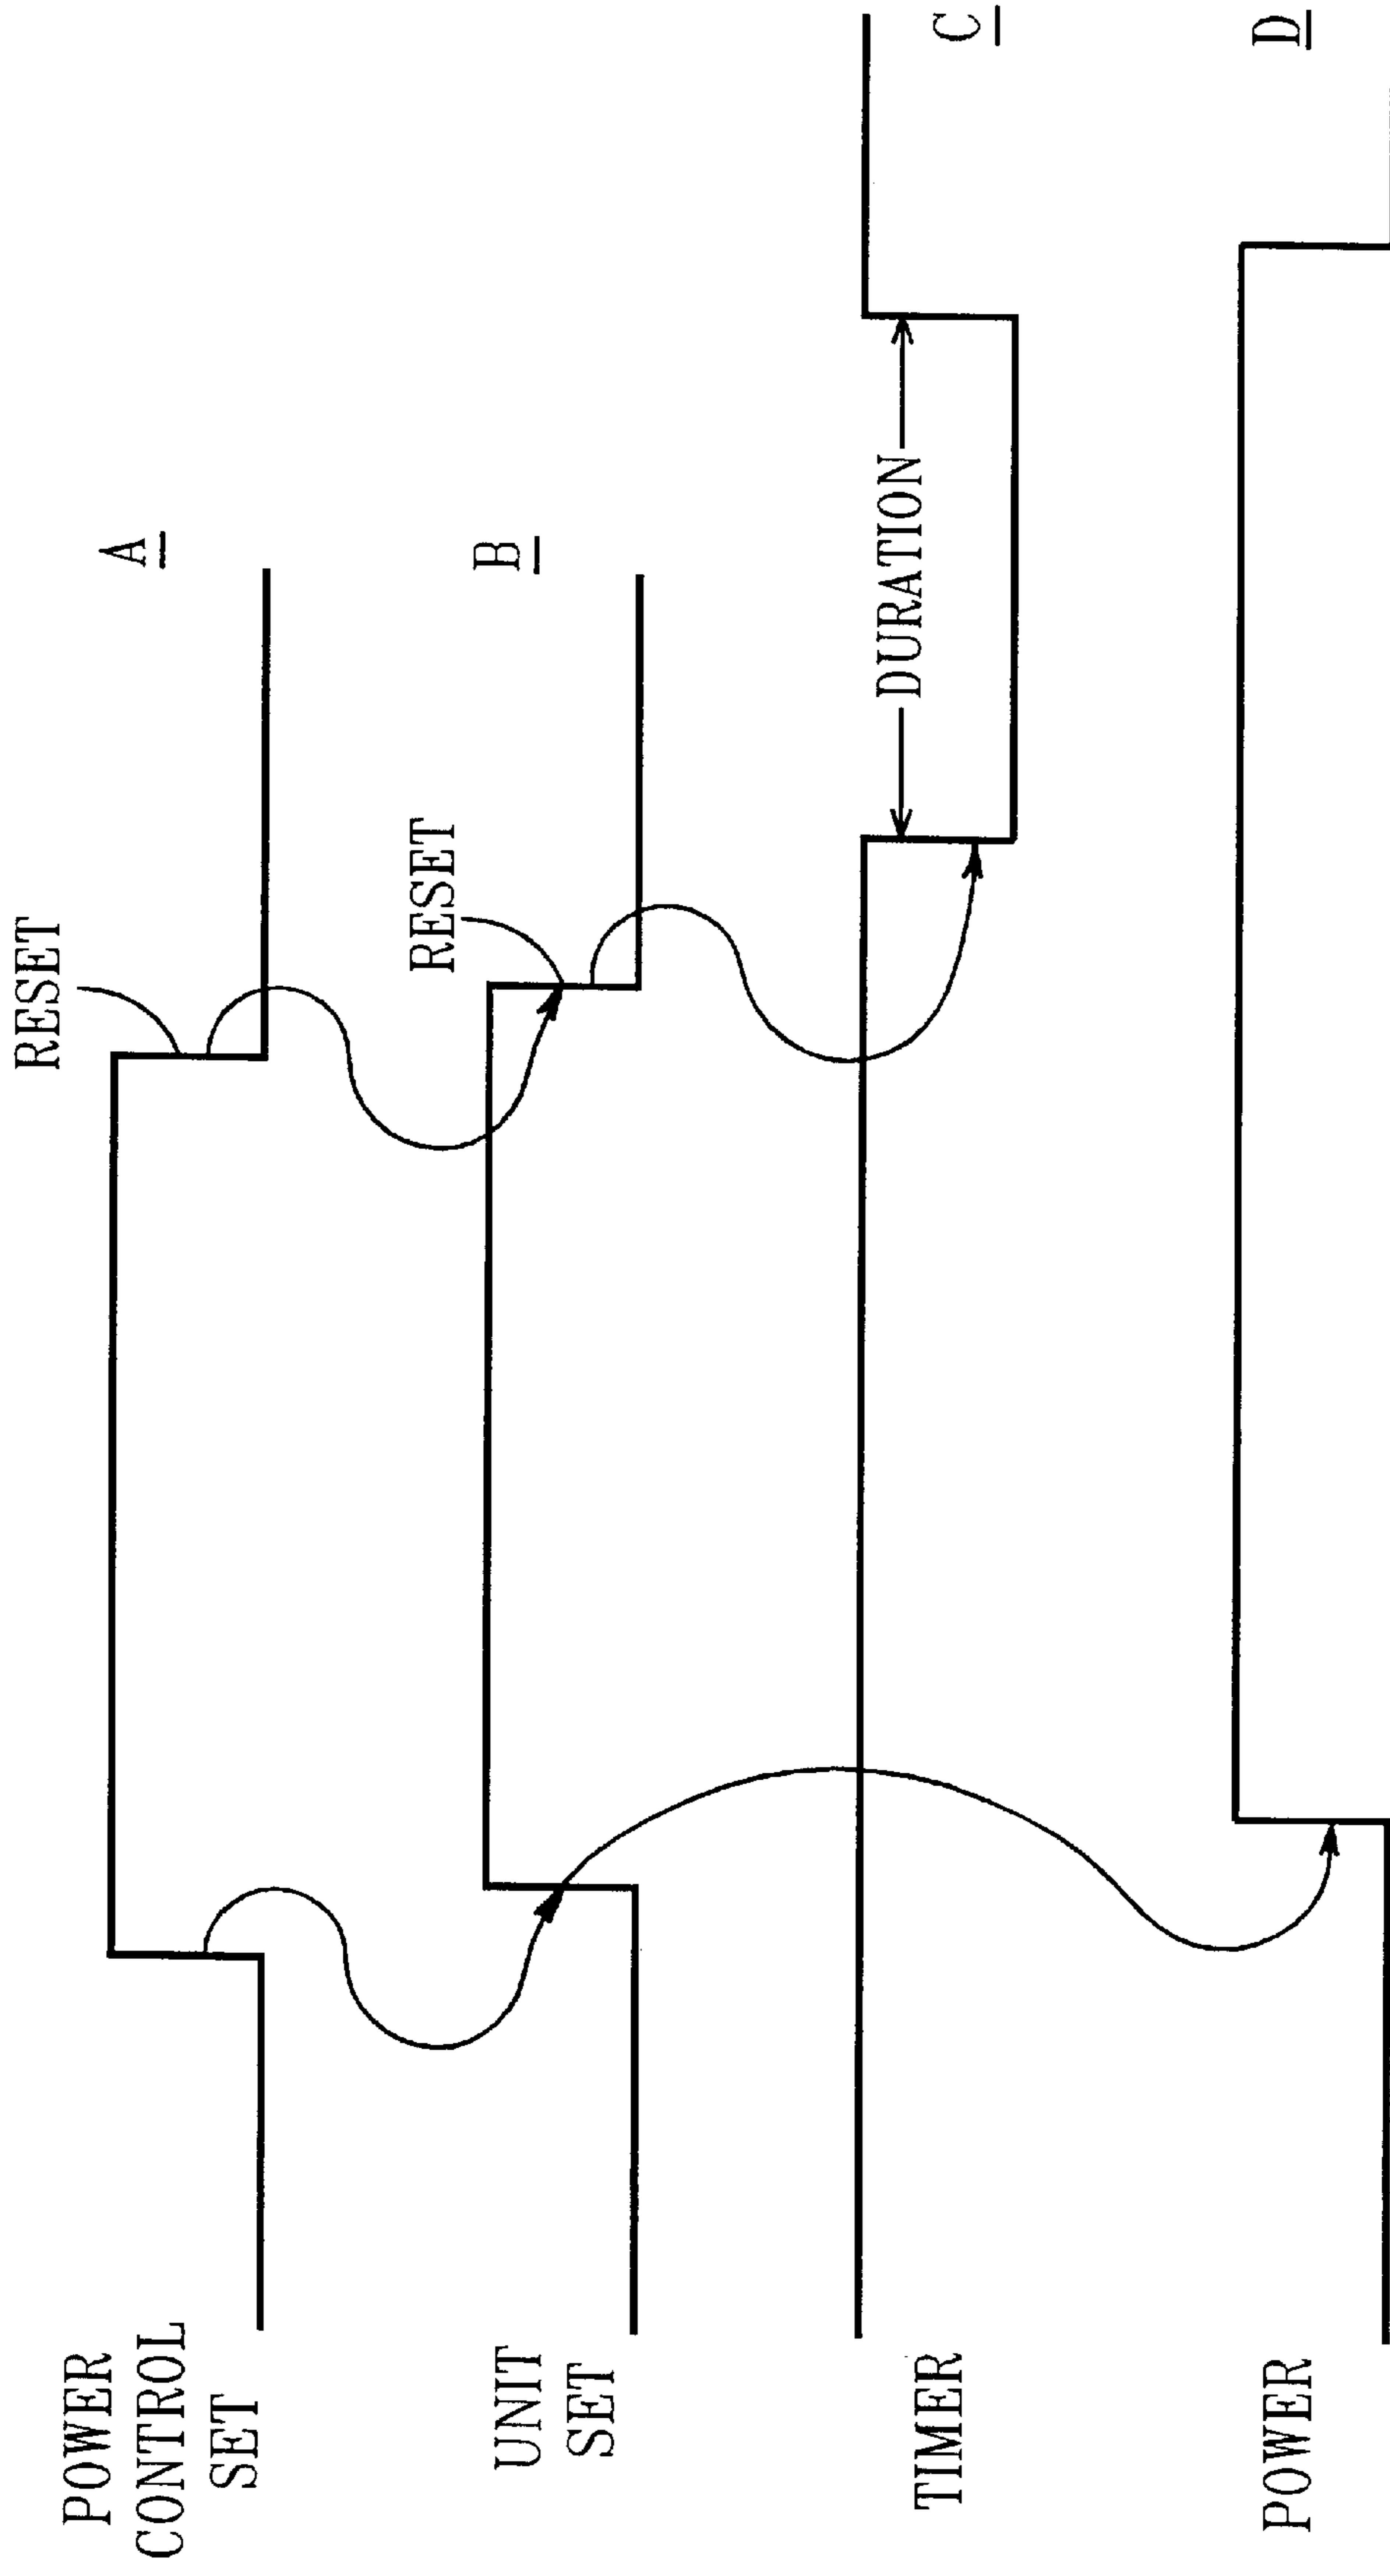 POWER
CONTROL
SET
RESET
A
UNIT
SET
RESET
B
TIMER
DURATION
C
POWER
D